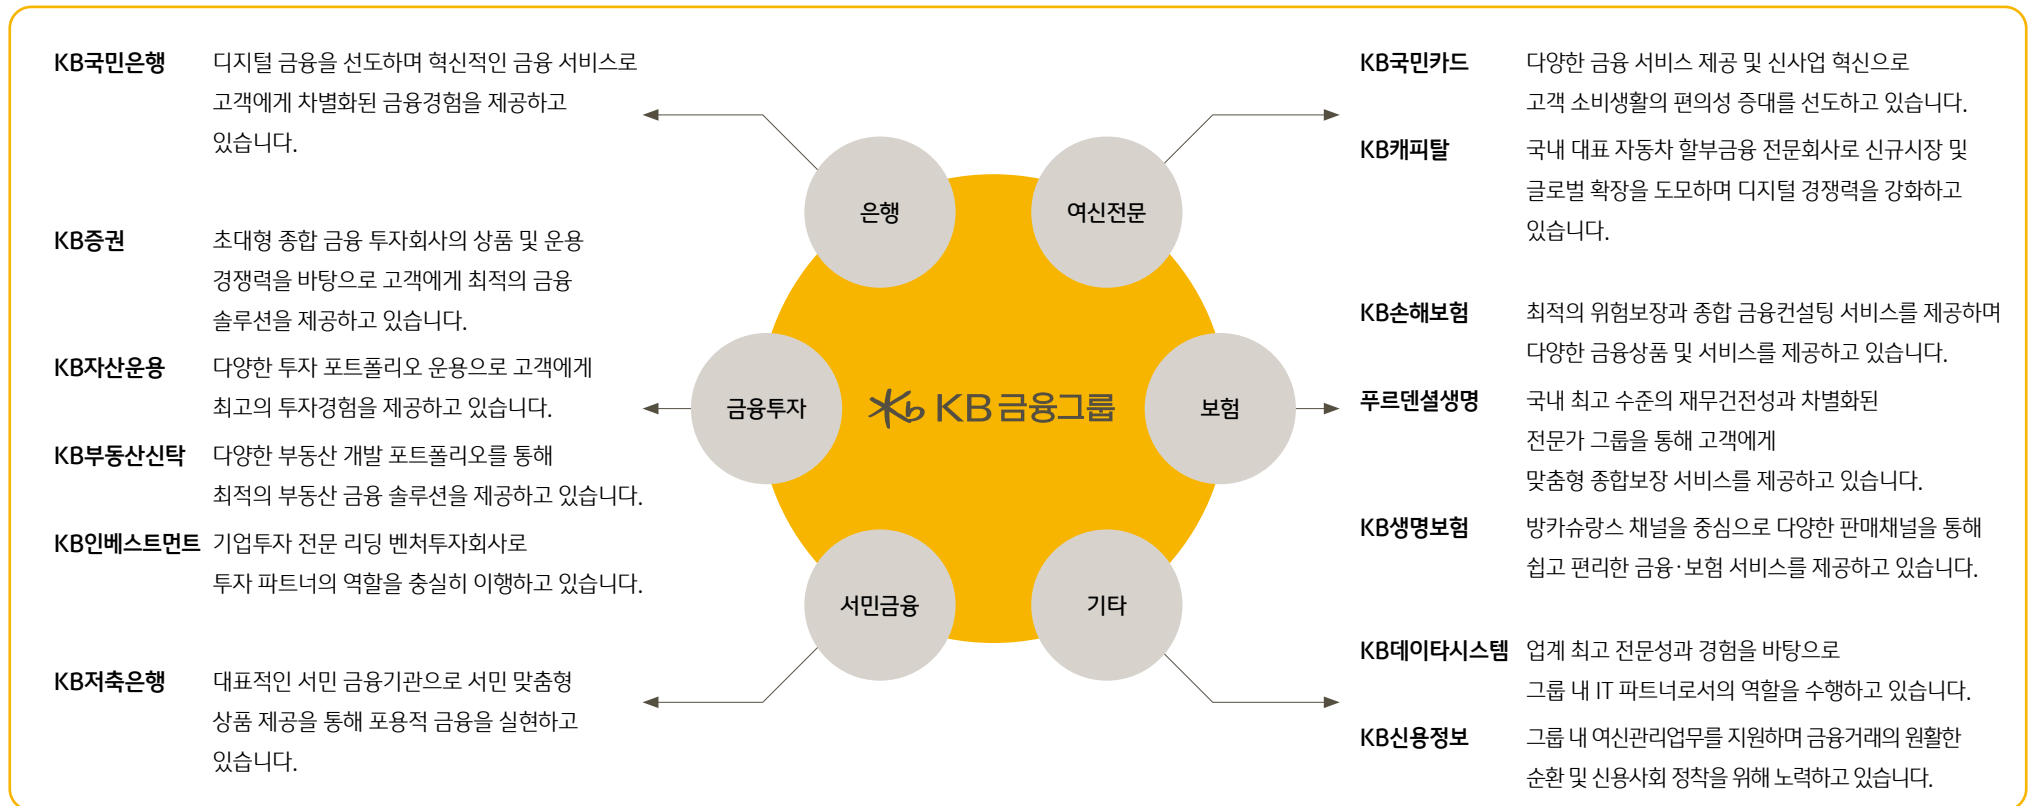 KB국민은행 디지털 금융을 선도하며 혁신적인 금융 서비스로
고객에게 차별화된 금융경험을 제공하고
있습니다.
KB증권 초대형 종합 금융 투자회사의 상품 및 운용
경쟁력을 바탕으로 고객에게 최적의 금융
솔루션을 제공하고 있습니다.
KB자산운용 다양한 투자 포트폴리오 운용으로 고객에게
최고의 투자경험을 제공하고 있습니다.
KB부동산신탁 다양한 부동산 개발 포트폴리오를 통해
최적의 부동산 금융 솔루션을 제공하고 있습니다.
KB인베스트먼트 기업투자 전문 리딩 벤처투자회사로
투자 파트너의 역할을 충실히 이행하고 있습니다.
KB저축은행 대표적인 서민 금융기관으로 서민 맞춤형
상품 제공을 통해 포용적 금융을 실현하고
있습니다.
은행
여신전문
금융투자
KB 금융그룹
보험
서민금융
기타
KB국민카드 다양한 금융 서비스 제공 및 신사업 혁신으로
고객 소비생활의 편의성 증대를 선도하고 있습니다.
KB캐피탈 국내 대표 자동차 할부금융 전문회사로 신규시장 및
글로벌 확장을 도모하며 디지털 경쟁력을 강화하고
있습니다.
KB손해보험 최적의 위험보장과 종합 금융컨설팅 서비스를 제공하며
다양한 금융상품 및 서비스를 제공하고 있습니다.
푸르덴셜생명 국내 최고 수준의 재무건전성과 차별화된
전문가 그룹을 통해 고객에게
맞춤형 종합보장 서비스를 제공하고 있습니다.
KB생명보험 방카슈랑스 채널을 중심으로 다양한 판매채널을 통해
쉽고 편리한 금융·보험 서비스를 제공하고 있습니다.
KB데이타시스템 업계 최고 전문성과 경험을 바탕으로
그룹 내 IT 파트너로서의 역할을 수행하고 있습니다.
KB신용정보 그룹 내 여신관리업무를 지원하며 금융거래의 원활한
순환 및 신용사회 정착을 위해 노력하고 있습니다.